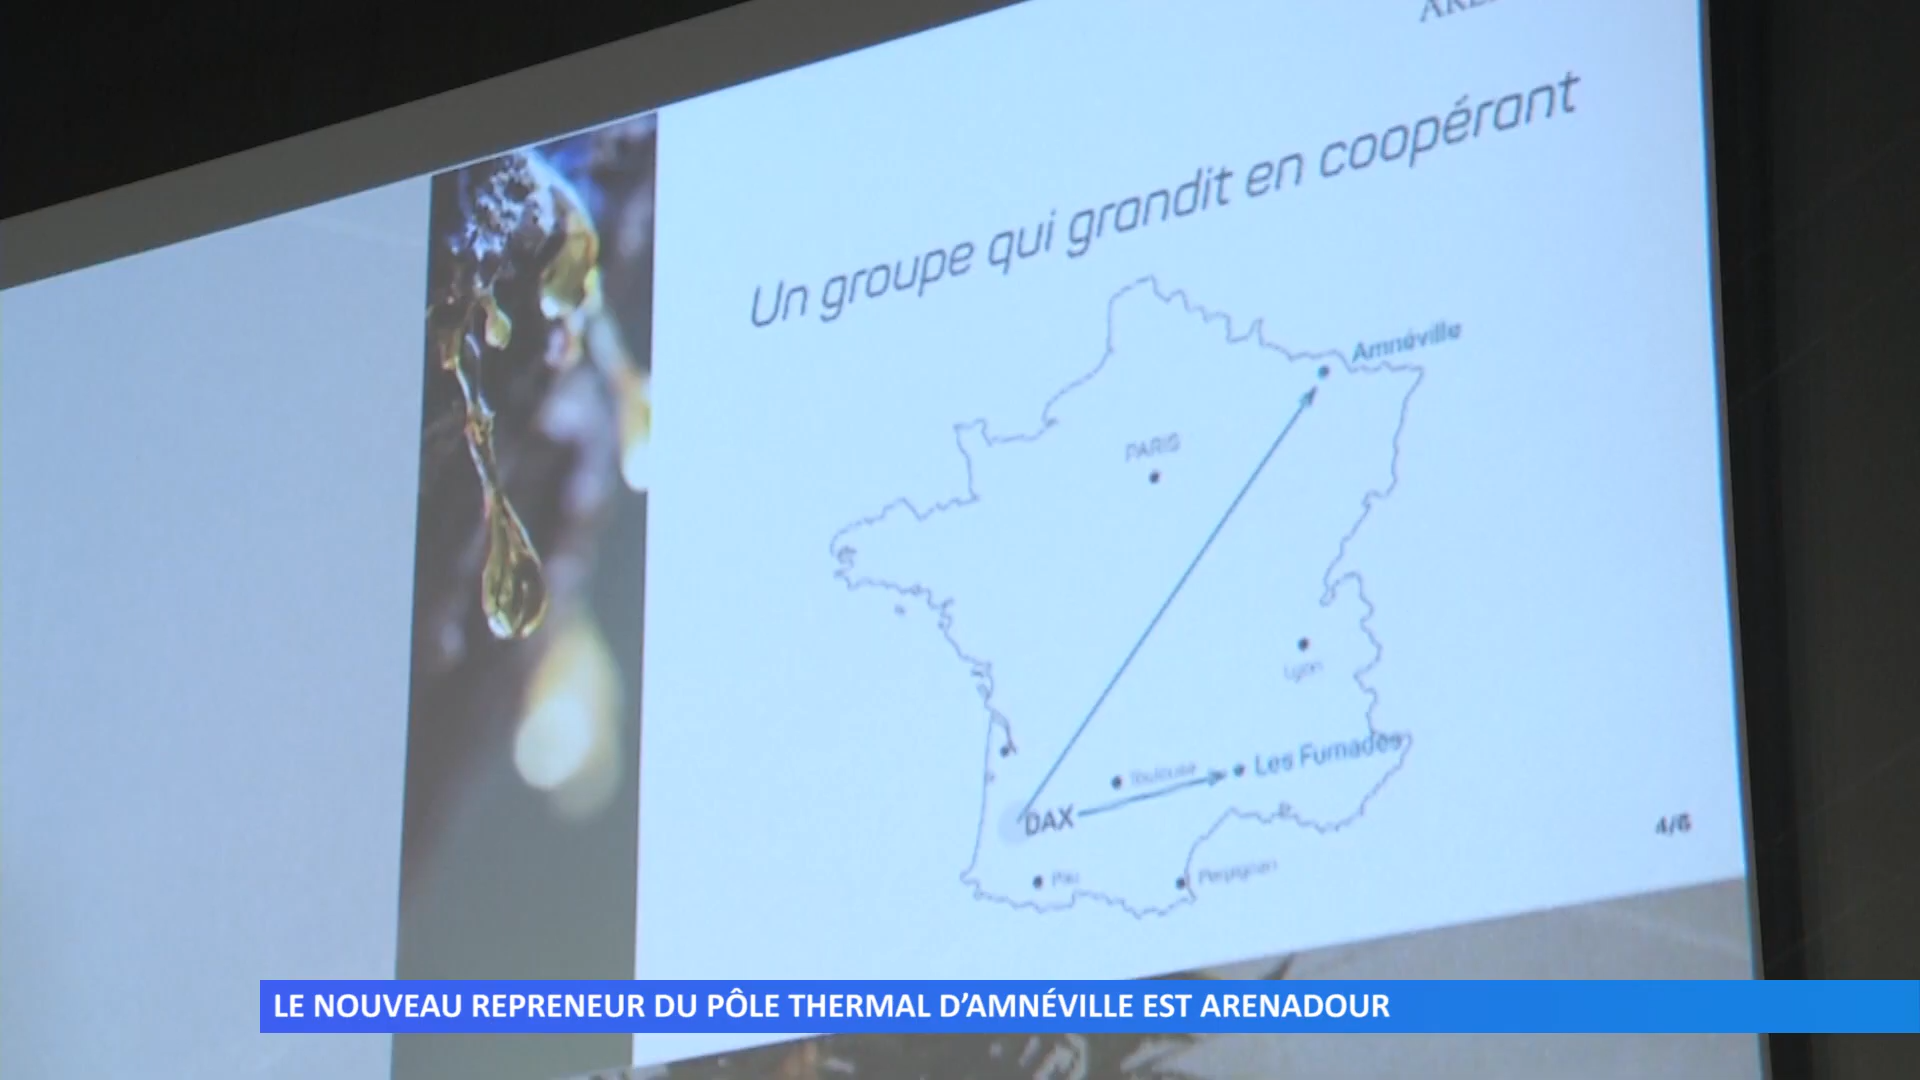 Un groupe qui grandit en coopérant
Amnéville
PARIS
Lyon
Les Fumades
Toulouse
DAX
4/6
Pau
Perpignan
LE NOUVEAU REPRENEUR DU PÔLE THERMAL D’AMNÉVILLE EST ARENADOUR